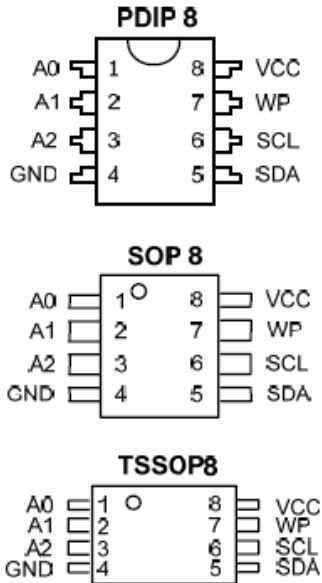 PDIP 8
A0 1 8 VCC
A1 2 7 WP
A2 3 6 SCL
GND 4 5 SDA
SOP 8
A0 1 8 VCC
A1 2 7 WP
A2 3 6 SCL
GND 4 5 SDA
TSSOP8
A0 1 8 VCC
A1 2 7 WP
A2 3 6 SCL
GND 4 5 SDA